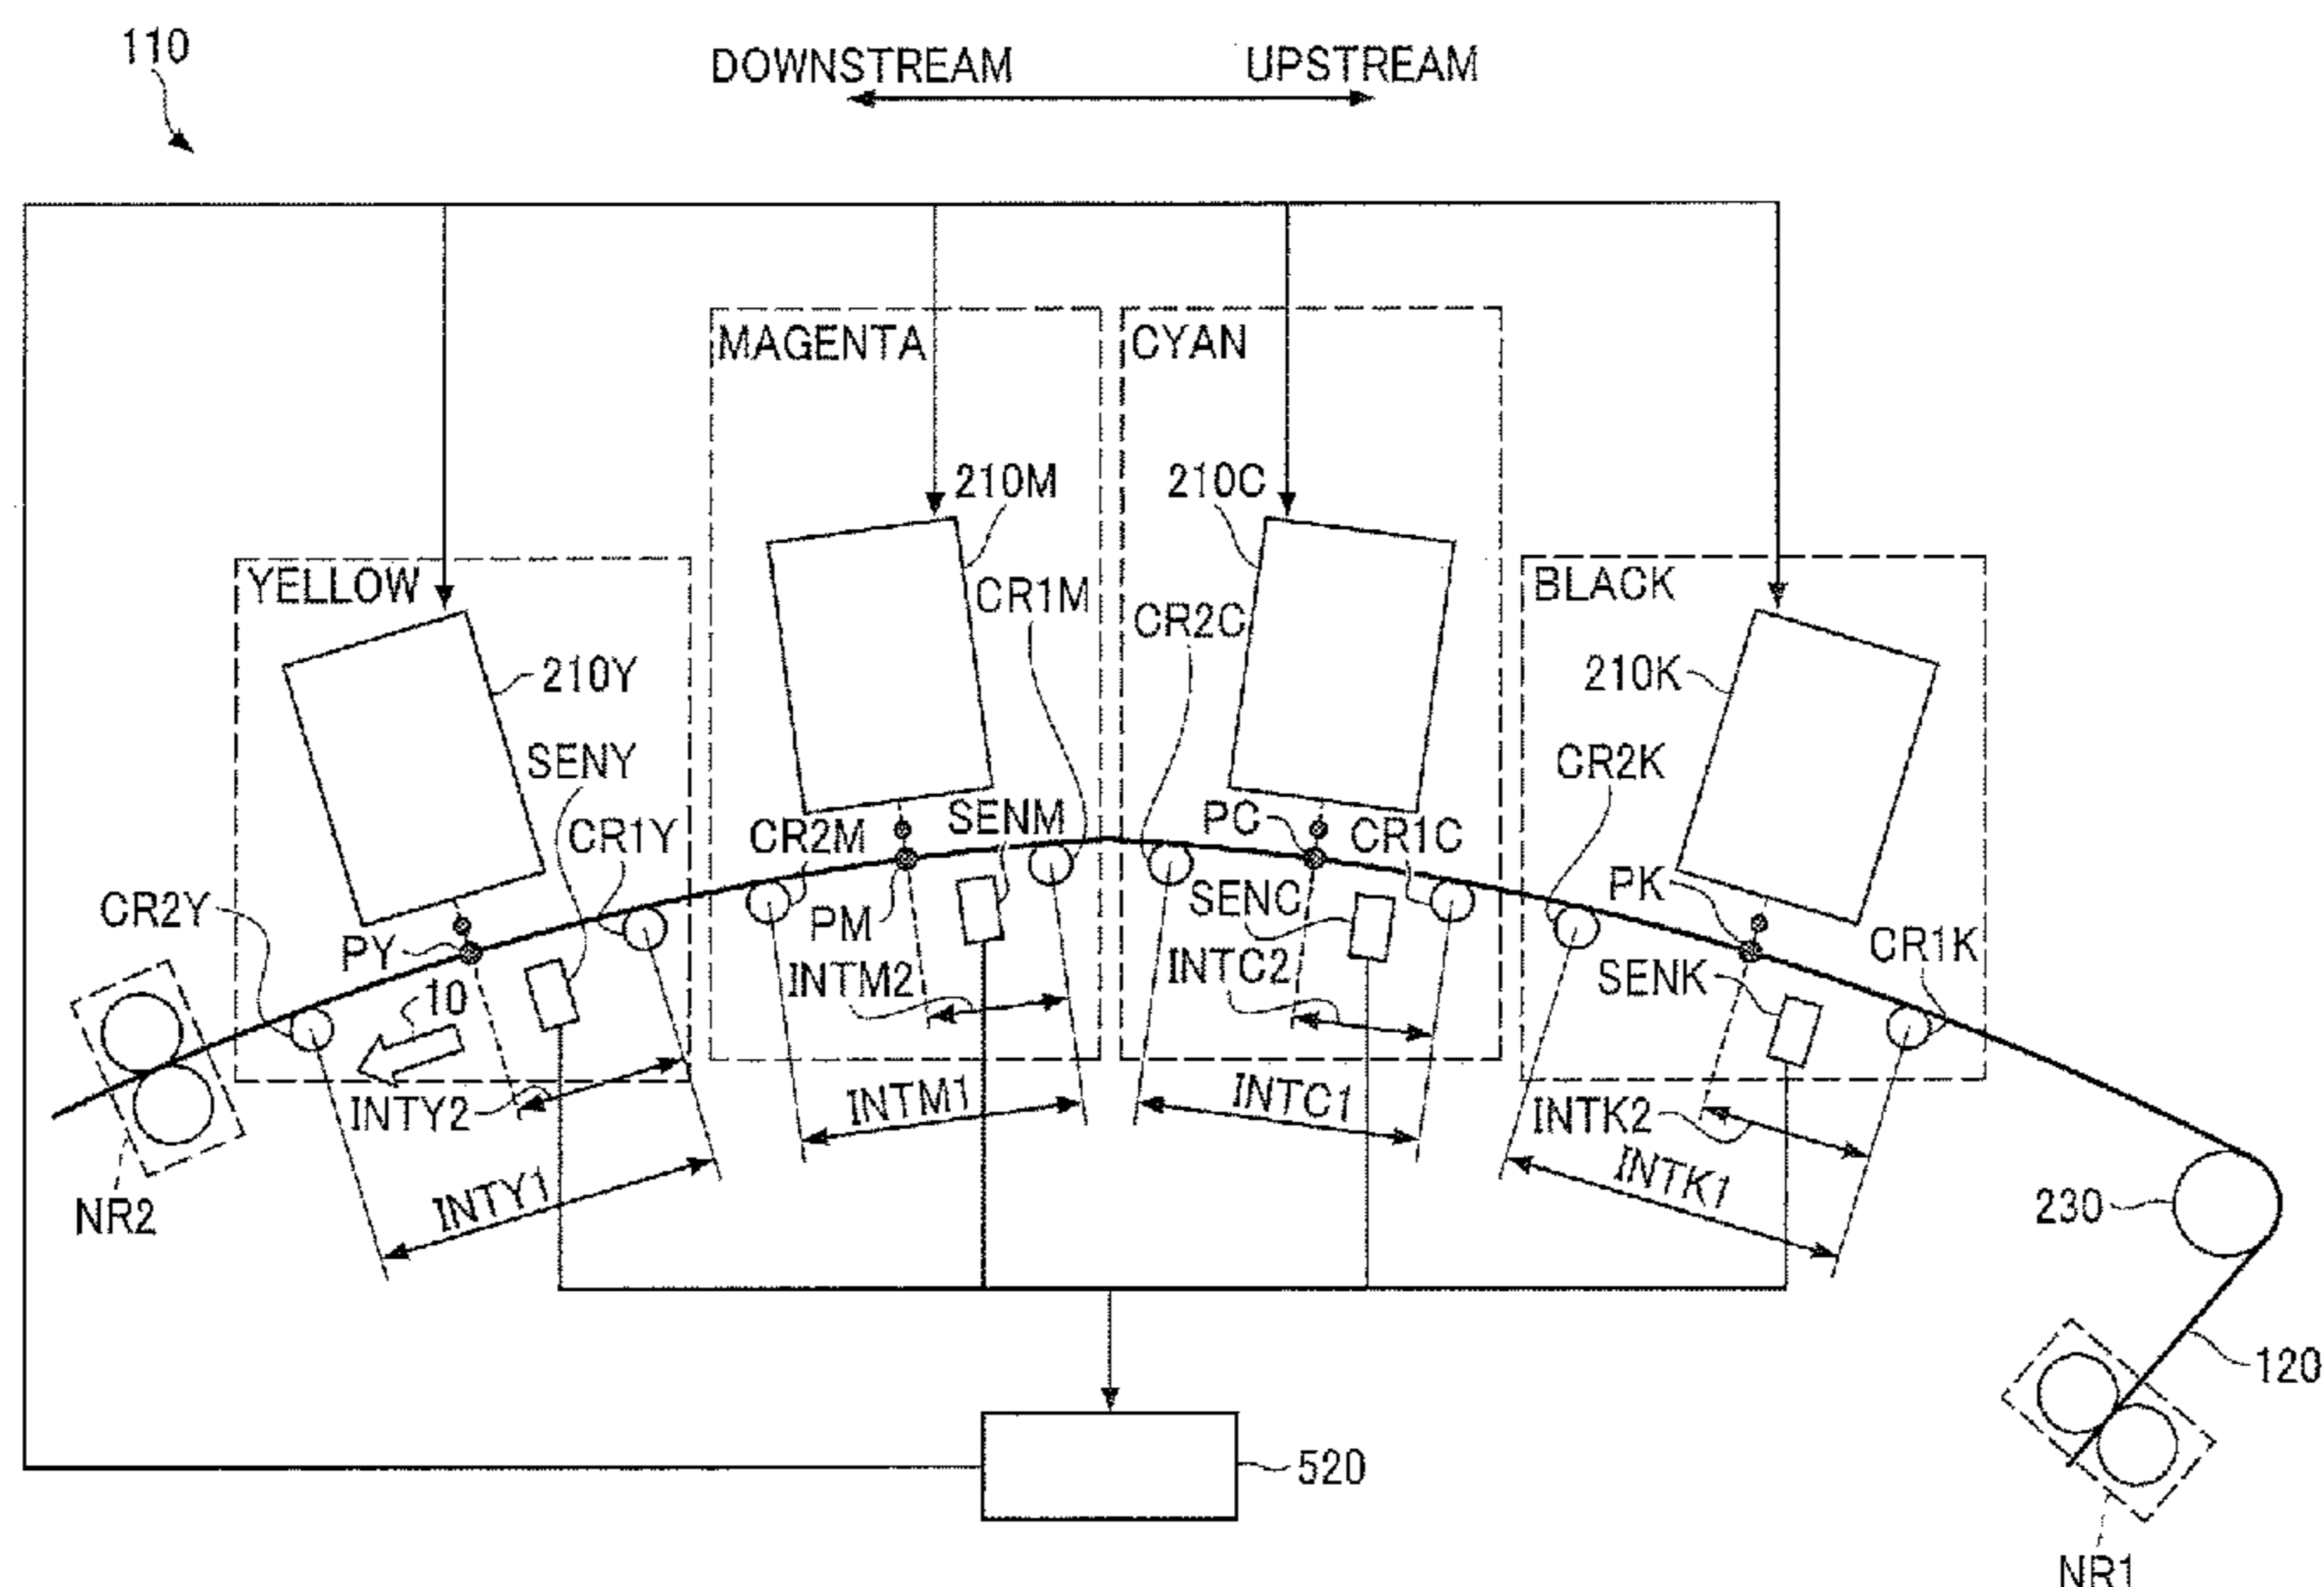 110
DOWNSTREAM
UPSTREAM
MAGENTA
CYAN
210M
210C
YELLOW
CR1M
CR2C
BLACK
210Y
210K
SENY
CR2K
CR1Y
CR2M
SENM
PC
CR1C
CR2Y
PY
PM
SENC
PK
CR1K
10
INTM2
INTC2
SENK
INTY2
INTM1
INTC1
INTK2
INTY1
INTK1
NR2
230
120
520
NR1